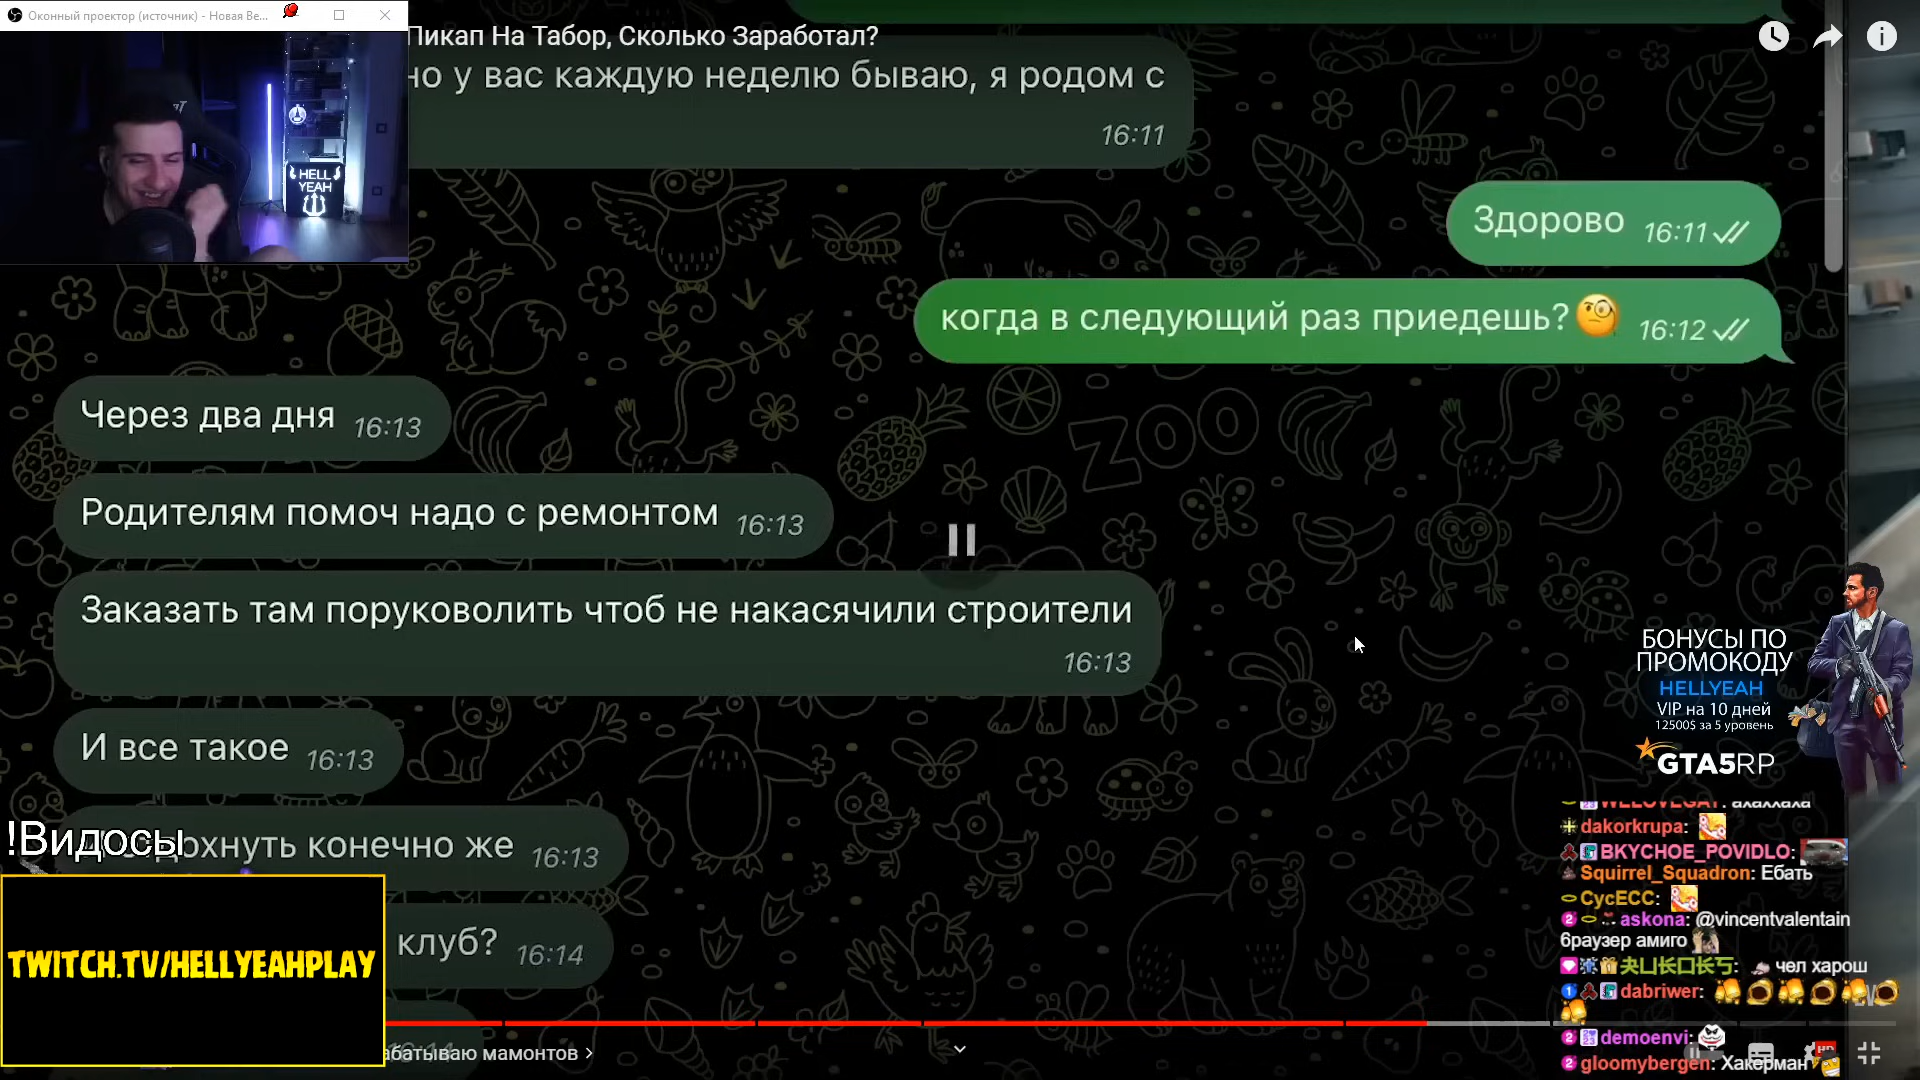 Оконный проектор (источник) - Новая Ве...
Пикап На Табор, Сколько Заработал?
но у вас каждую неделю бываю, я родом с
16:11
HELL
YEAH
Здорово 16:11
когда в следующий раз приедешь? 16:12
Через два дня 16:13
ZOO
Родителям помоч надо с ремонтом 16:13
Заказать там поруковолить чтоб не накасячили строители
16:13
И все такое 16:13
!Видосы
дохнуть конечно же 16:13
клуб? 16:14
TWITCH.TV/HELLYEAHPLAY
абатываю мамонтов >
БОНУСЫ ПО
ПРОМОКОДУ
HELLYEAH
VIP на 10 дней
12500$ за 5 уровень
GTA5RP
WELOVEGAT: ахаххаха
dakorkrupa:
BKYCHOE_POVIDLO:
Squirrel_Squadron: Ебать
CycECC:
askona: @vincentvalentain
браузер амиго
чел харош
dabriwer:
demoenvi:
gloomybergen: Хакерман